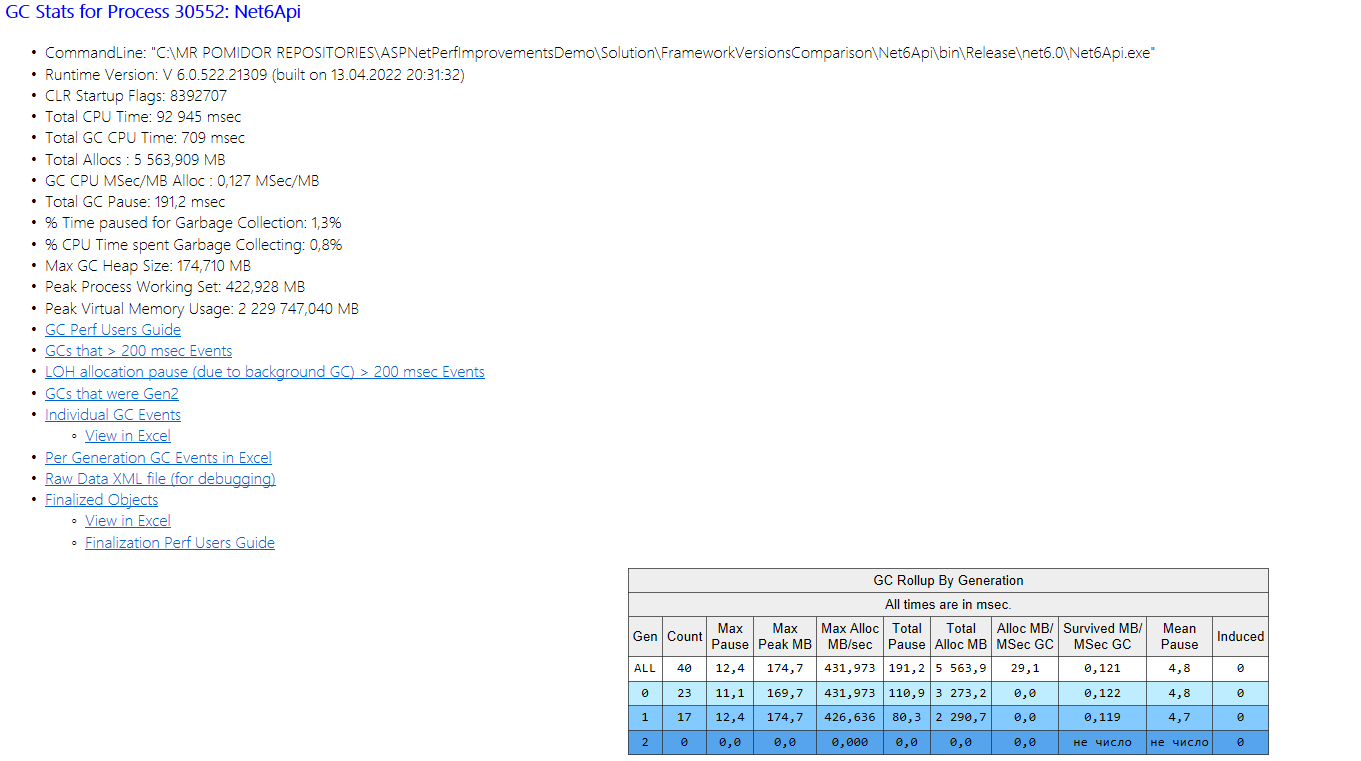 GC Stats for Process 30552: Net6Api
• CommandLine: "C:\MR POMIDOR REPOSITORIES\ASPNetPerfImprovementsDemo\Solution\FrameworkVersionsComparison\Net6Api\bin\Release\net6.0\Net6Api.exe"
• Runtime Version: V 6.0.522.21309 (built on 13.04.2022 20:31:32)
• CLR Startup Flags: 8392707
• Total CPU Time: 92 945 msec
• Total GC CPU Time: 709 msec
• Total Allocs : 5 563,909 MB
• GC CPU MSec/MB Alloc : 0,127 MSec/MB
• Total GC Pause: 191,2 msec
• % Time paused for Garbage Collection: 1,3%
• % CPU Time spent Garbage Collecting: 0,8%
• Max GC Heap Size: 174,710 MB
• Peak Process Working Set: 422,928 MB
• Peak Virtual Memory Usage: 2 229 747,040 MB
• GC Perf Users Guide
• GCs that > 200 msec Events
• LOH allocation pause (due to background GC) > 200 msec Events
• GCs that were Gen2
• Individual GC Events
◦ View in Excel
• Per Generation GC Events in Excel
• Raw Data XML file (for debugging)
• Finalized Objects
◦ View in Excel
◦ Finalization Perf Users Guide
GC Rollup By Generation
All times are in msec.
Gen Count Max Pause Max Peak MB Max Alloc MB/sec Total Pause Total Alloc MB Alloc MB/ MSec GC Survived MB/ MSec GC Mean Pause Induced
ALL 40 12,4 174,7 431,973 191,2 5 563,9 29,1 0,121 4,8 0
0 23 11,1 169,7 431,973 110,9 3 273,2 0,0 0,122 4,8 0
1 17 12,4 174,7 426,636 80,3 2 290,7 0,0 0,119 4,7 0
2 0 0,0 0,0 0,000 0,0 0,0 0,0 не число не число 0